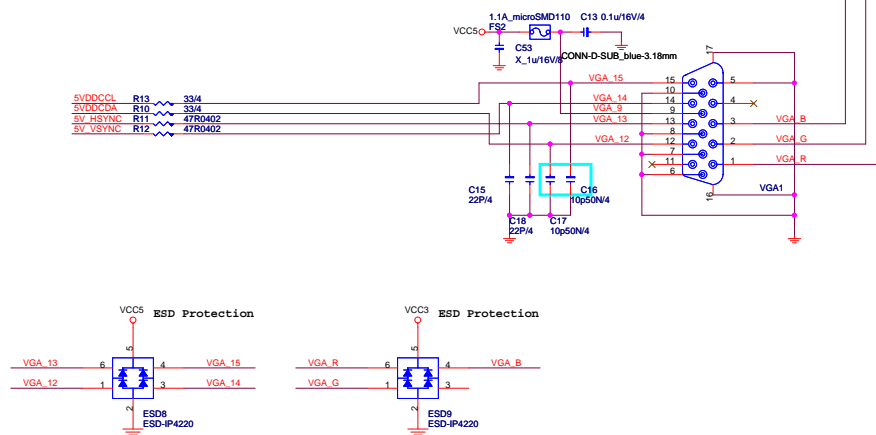 1.1A_microSMD110
FS2
C13 0.1u/16V/4
VCC5
C53
X_1u/16V/8
CONN-D-SUB_blue-3.18mm
17
VGA_15
15
5
10
5VDDCCL
R13
33/4
VGA_14
14
4
5VDDCDA
R10
33/4
VGA_9
9
5V_HSYNC
R11
47R0402
VGA_13
13
3
VGA_B
5V_VSYNC
R12
47R0402
8
VGA_12
12
2
VGA_G
7
11
1
VGA_R
6
C15
22P/4
C16
10p50N/4
VGA1
16
C18
22P/4
C17
10p50N/4
VCC5
ESD Protection
VCC3
ESD Protection
5
5
VGA_13
6
4
VGA_15
VGA_R
6
4
VGA_B
VGA_12
1
3
VGA_14
VGA_G
1
3
2
ESD8
ESD-IP4220
2
ESD9
ESD-IP4220